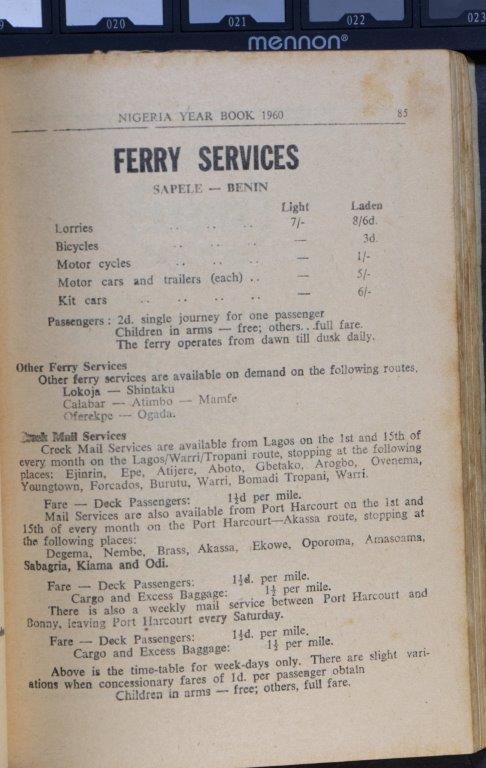 020 021 022 023
mennon®
NIGERIA YEAR BOOK 1960 85
FERRY SERVICES
SAPELE — BENIN
Light Laden
Lorries .. .. .. 7/- 8/6d.
Bicycles .. .. .. — 3d.
Motor cycles .. .. .. — 1/-
Motor cars and trailers (each) .. — 5/-
Kit cars .. .. .. .. — 6/-
Passengers : 2d. single journey for one passenger
Children in arms — free; others. . .full fare.
The ferry operates from dawn till dusk daily.
Other Ferry Services
Other ferry services are available on demand on the following routes,
Lokoja — Shintaku
Calabar — Atimbo — Mamfe
Oferekpe — Ogada.
Creek Mail Services
Creek Mail Services are available from Lagos on the 1st and 15th of
every month on the Lagos/Warri/Tropani route, stopping at the following
places: Ejinrin, Epe, Atijere, Aboto, Gbetako, Arogbo, Ovenema,
Youngtown, Forcados, Burutu, Warri, Bomadi Tropani, Warri.
Fare — Deck Passengers: 1½d per mile.
Mail Services are also available from Port Harcourt on the 1st and
15th of every month on the Port Harcourt—Akassa route, stopping at
the following places:
Degema, Nembe, Brass, Akassa, Ekowe, Oporoma, Amasoama,
Sabagria, Kiama and Odi.
Fare — Deck Passengers: 1½d. per mile.
Cargo and Excess Baggage: 1½ per mile.
There is also a weekly mail service between Port Harcourt and
Bonny, leaving Port Harcourt every Saturday.
Fare — Deck Passengers: 1½d. per mile.
Cargo and Excess Baggage: 1½ per mile.
Above is the time-table for week-days only. There are slight vari-
ations when concessionary fares of 1d. per passenger obtain
Children in arms — free; others, full fare.